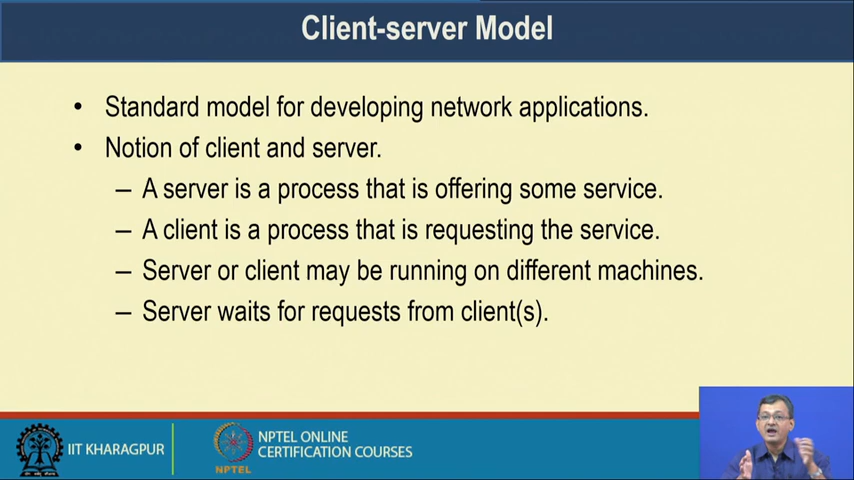 Client-server Model
• Standard model for developing network applications.
• Notion of client and server.
– A server is a process that is offering some service.
– A client is a process that is requesting the service.
– Server or client may be running on different machines.
– Server waits for requests from client(s).
IIT KHARAGPUR
NPTEL
NPTEL ONLINE
CERTIFICATION COURSES